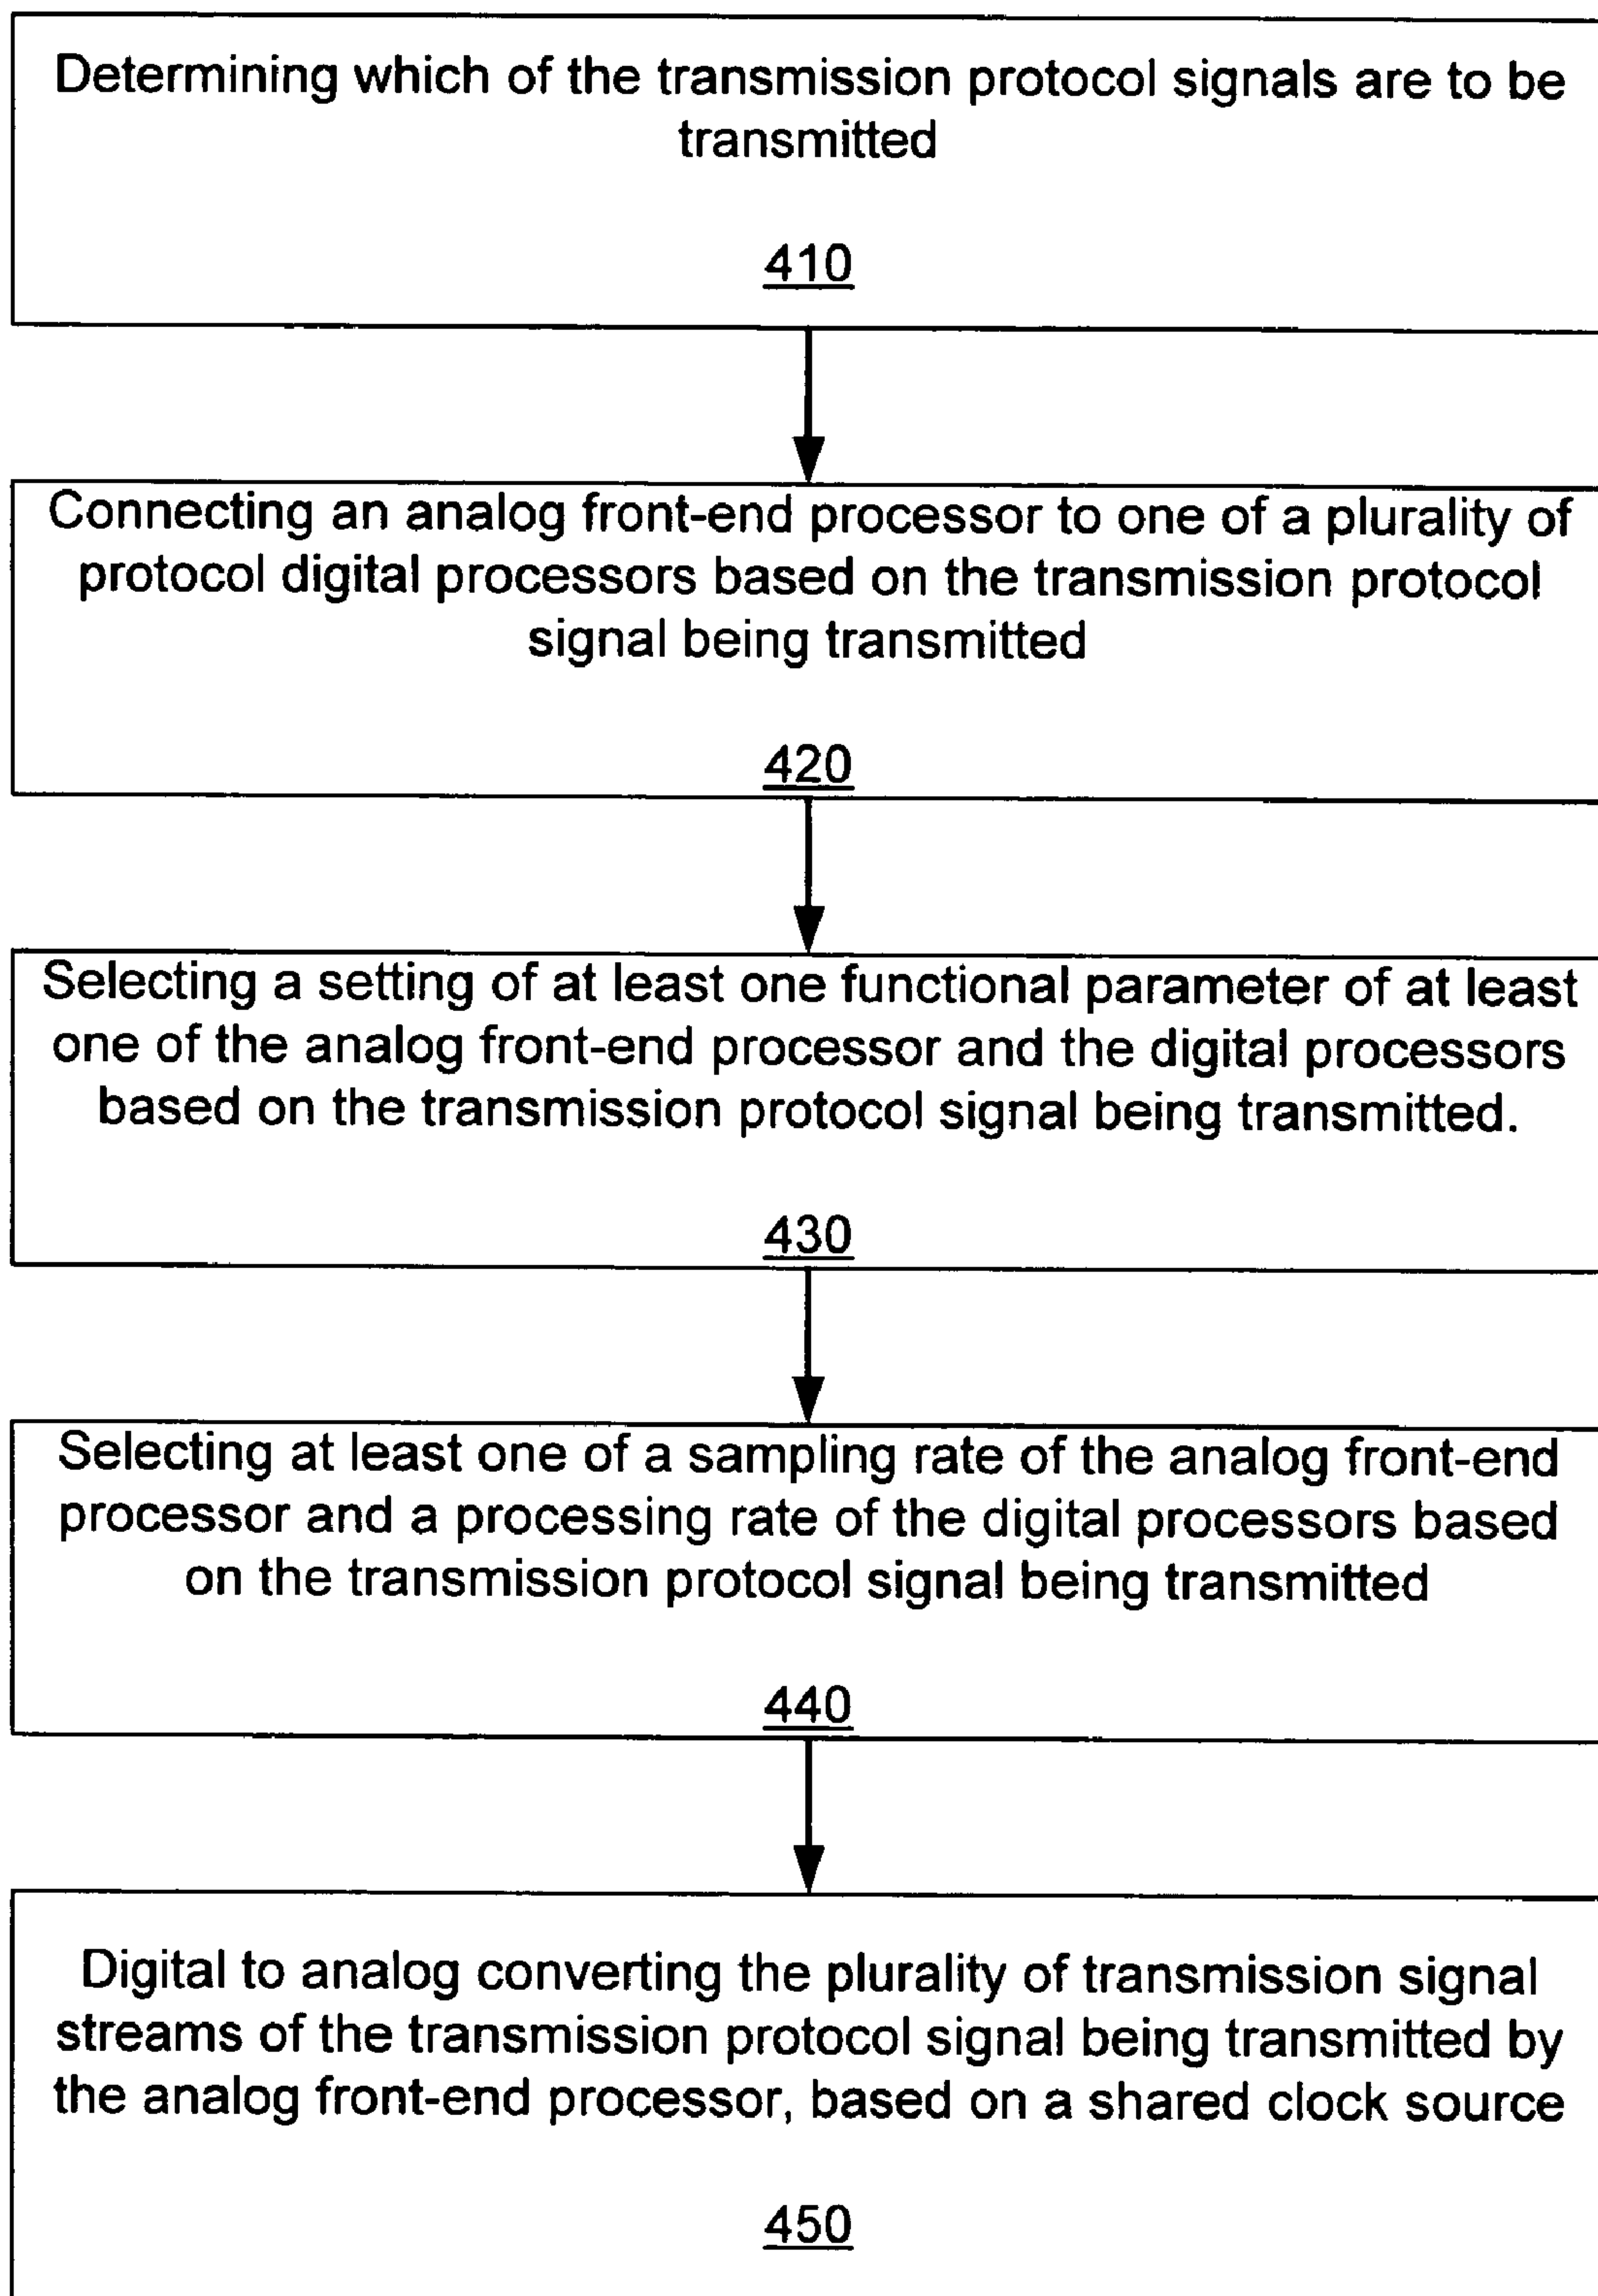 Determining which of the transmission protocol signals are to be
transmitted
410
Connecting an analog front-end processor to one of a plurality of
protocol digital processors based on the transmission protocol
signal being transmitted
420
Selecting a setting of at least one functional parameter of at least
one of the analog front-end processor and the digital processors
based on the transmission protocol signal being transmitted.
430
Selecting at least one of a sampling rate of the analog front-end
processor and a processing rate of the digital processors based
on the transmission protocol signal being transmitted
440
Digital to analog converting the plurality of transmission signal
streams of the transmission protocol signal being transmitted by
the analog front-end processor, based on a shared clock source
450